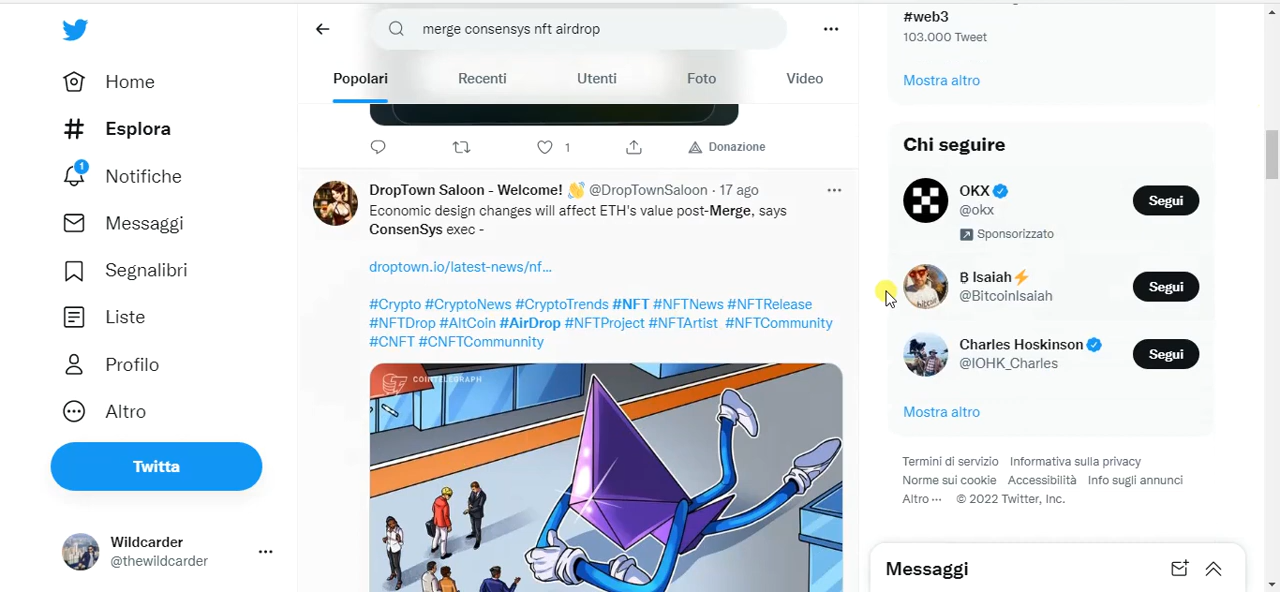 merge consensys nft airdrop
Popolari
Recenti
Utenti
Foto
Video
Home
Esplora
1
Notifiche
Messaggi
Segnalibri
Liste
Profilo
Altro
Twitta
Wildcarder
@thewildcarder
1
Donazione
DropTown Saloon - Welcome! 👋 @DropTownSaloon · 17 ago
Economic design changes will affect ETH's value post-Merge, says
ConsenSys exec -
droptown.io/latest-news/nf...
#Crypto #CryptoNews #CryptoTrends #NFT #NFTNews #NFTRelease
#NFTDrop #AltCoin #AirDrop #NFTProject #NFTArtist #NFTCommunity
#CNFT #CNFTCommunnity
COINTELEGRAPH
#web3
103.000 Tweet
Mostra altro
Chi seguire
OKX
@okx
Sponsorizzato
Segui
B Isaiah⚡
@BitcoinIsaiah
Segui
Charles Hoskinson
@IOHK_Charles
Segui
Mostra altro
Termini di servizio Informativa sulla privacy
Norme sui cookie Accessibilità Info sugli annunci
Altro ··· © 2022 Twitter, Inc.
Messaggi